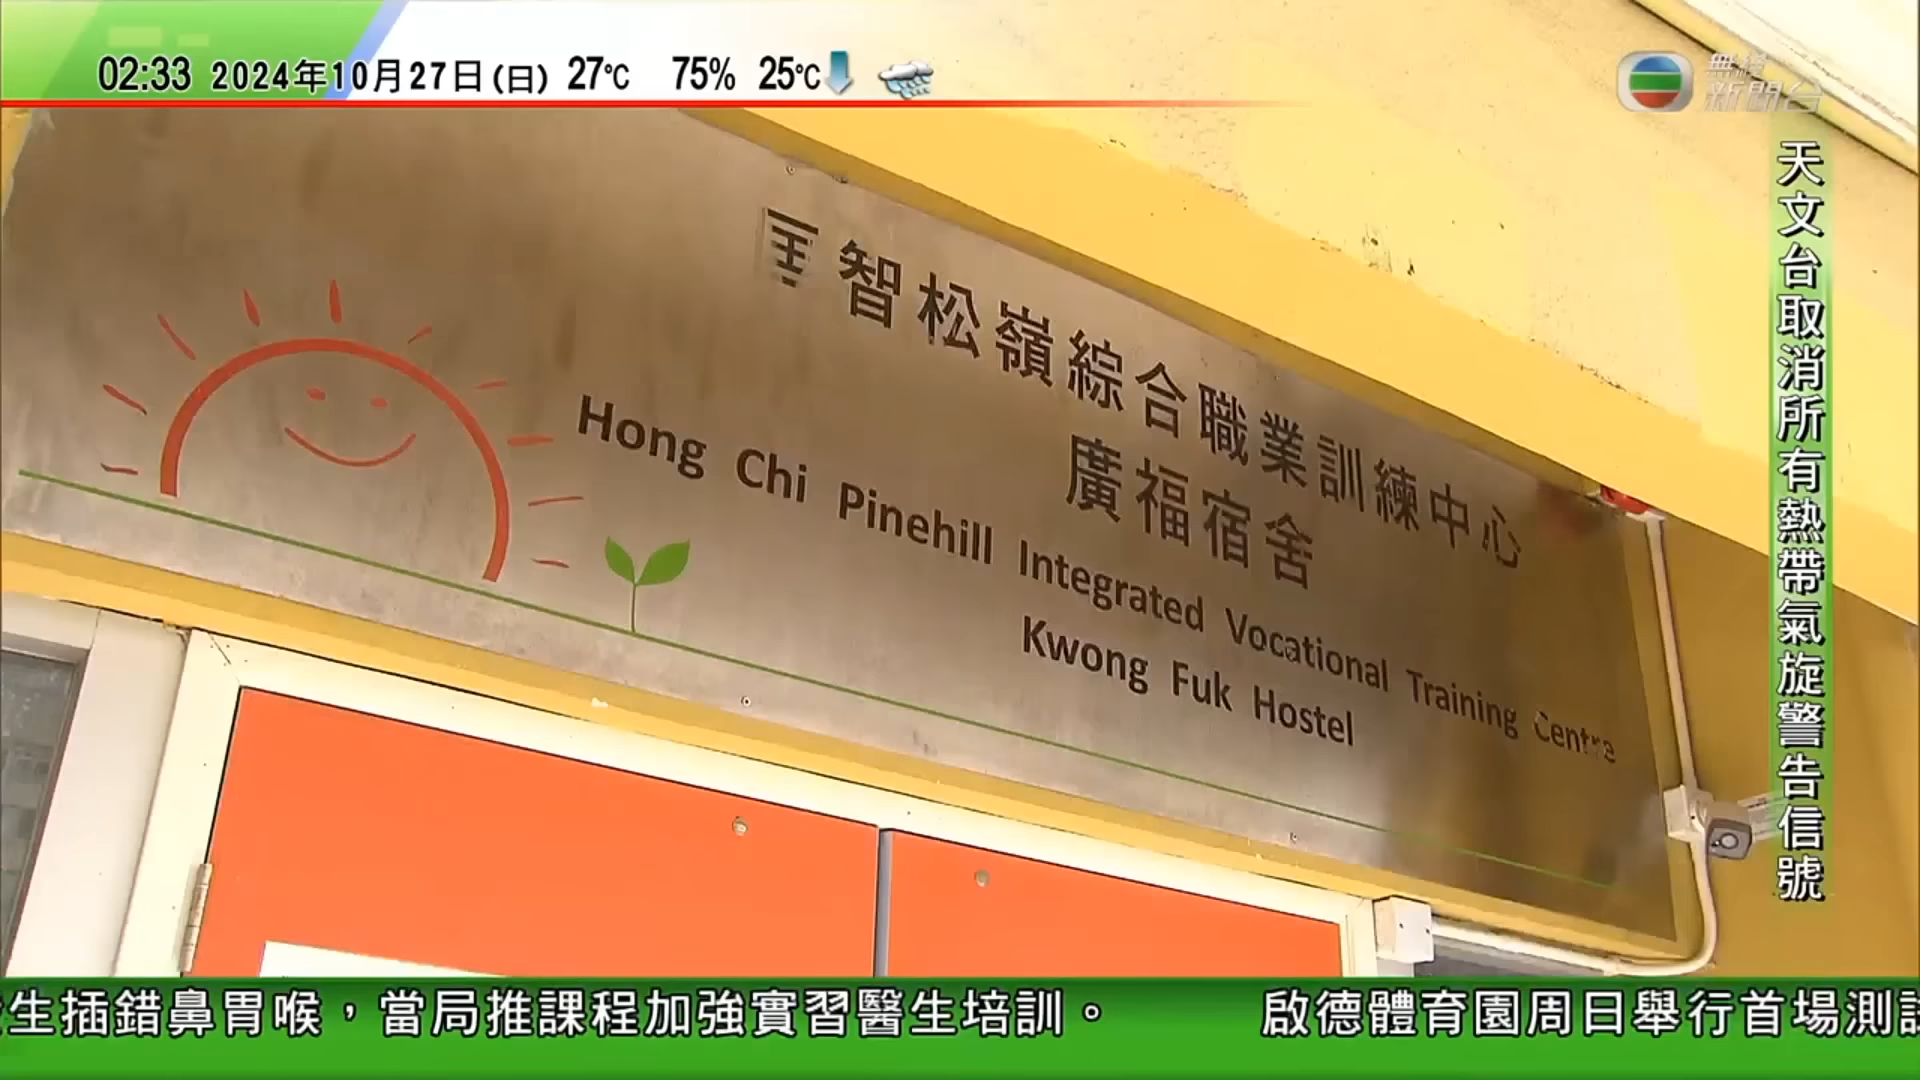 02:33 2024年10月27日(日) 27℃ 75% 25℃
無綫
新聞台
天文台取消所有熱帶氣旋警告信號
智松嶺綜合職業訓練中心
廣福宿舍
Hong Chi Pinehill Integrated Vocational Training Centre
Kwong Fuk Hostel
生插錯鼻胃喉，當局推課程加強實習醫生培訓。 啟德體育園周日舉行首場測